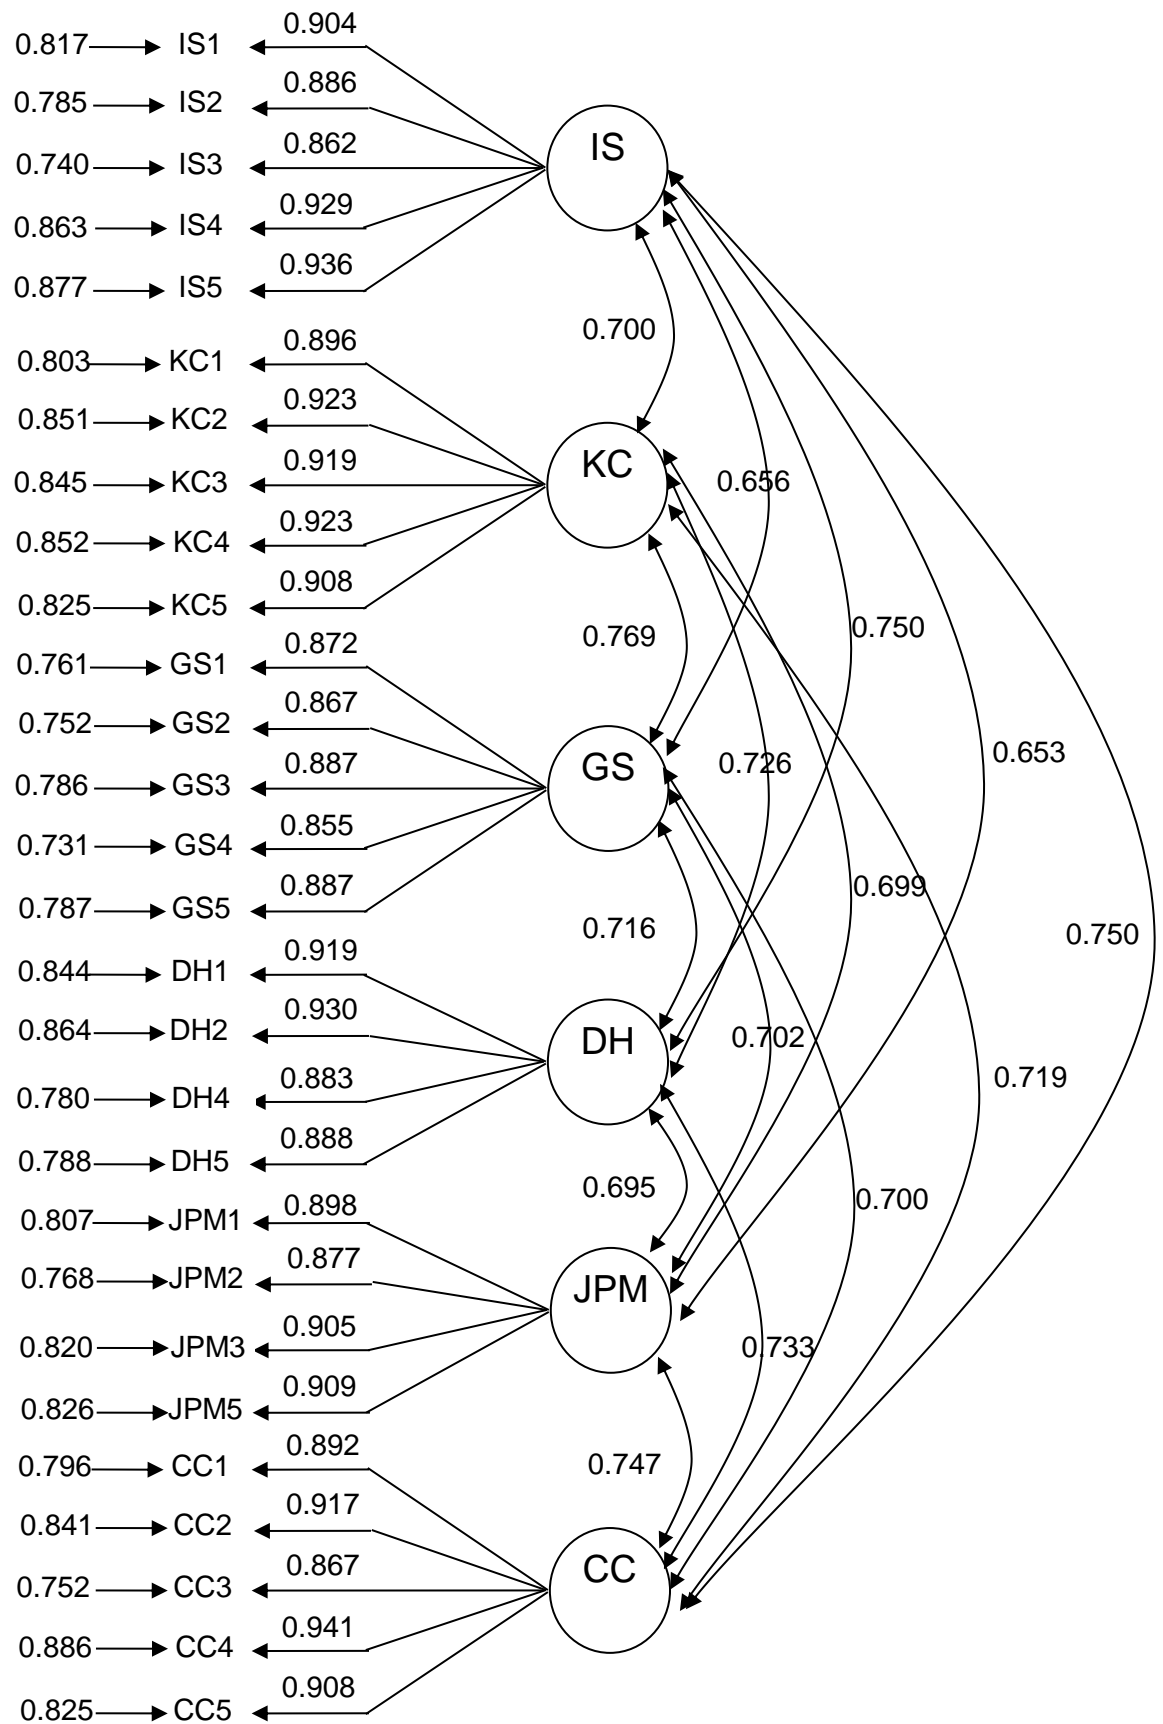 0.817 IS1 0.904
0.785 IS2 0.886
0.740 IS3 0.862
0.863 IS4 0.929
0.877 IS5 0.936
IS
0.700
0.803 KC1 0.896
0.851 KC2 0.923
0.845 KC3 0.919
0.852 KC4 0.923
0.825 KC5 0.908
KC
0.656
0.769
0.750
0.761 GS1 0.872
0.752 GS2 0.867
0.786 GS3 0.887
0.731 GS4 0.855
0.787 GS5 0.887
GS
0.726
0.653
0.699
0.716
0.750
0.844 DH1 0.919
0.864 DH2 0.930
0.780 DH4 0.883
0.788 DH5 0.888
DH
0.702
0.719
0.695
0.700
0.807 JPM1 0.898
0.768 JPM2 0.877
0.820 JPM3 0.905
0.826 JPM5 0.909
JPM
0.733
0.747
0.796 CC1 0.892
0.841 CC2 0.917
0.752 CC3 0.867
0.886 CC4 0.941
0.825 CC5 0.908
CC